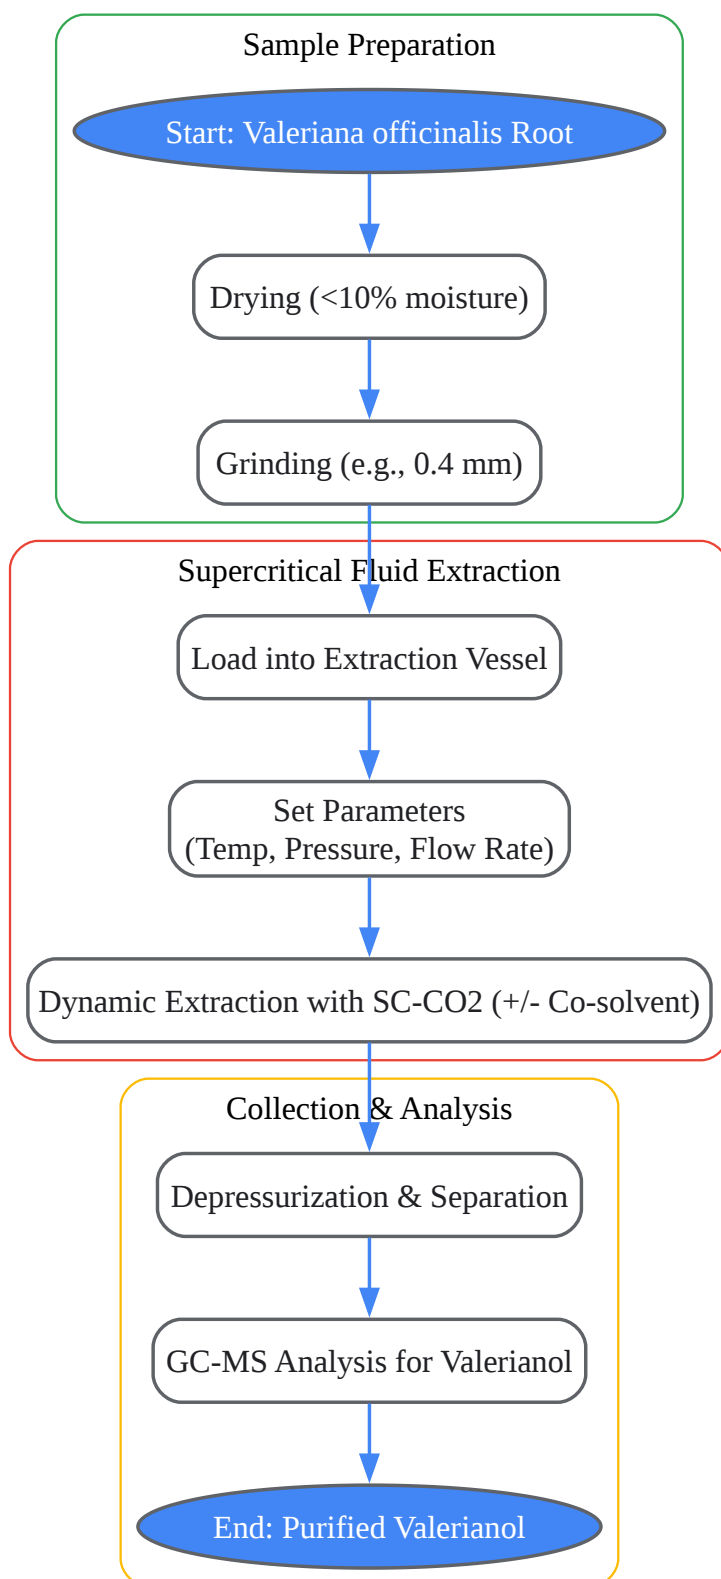 Sample Preparation
Start: Valeriana officinalis Root
Drying (<10% moisture)
Grinding (e.g., 0.4 mm)
Supercritical Fluid Extraction
Load into Extraction Vessel
Set Parameters
(Temp, Pressure, Flow Rate)
Dynamic Extraction with SC-CO2 (+/- Co-solvent)
Collection & Analysis
Depressurization & Separation
GC-MS Analysis for Valerianol
End: Purified Valerianol